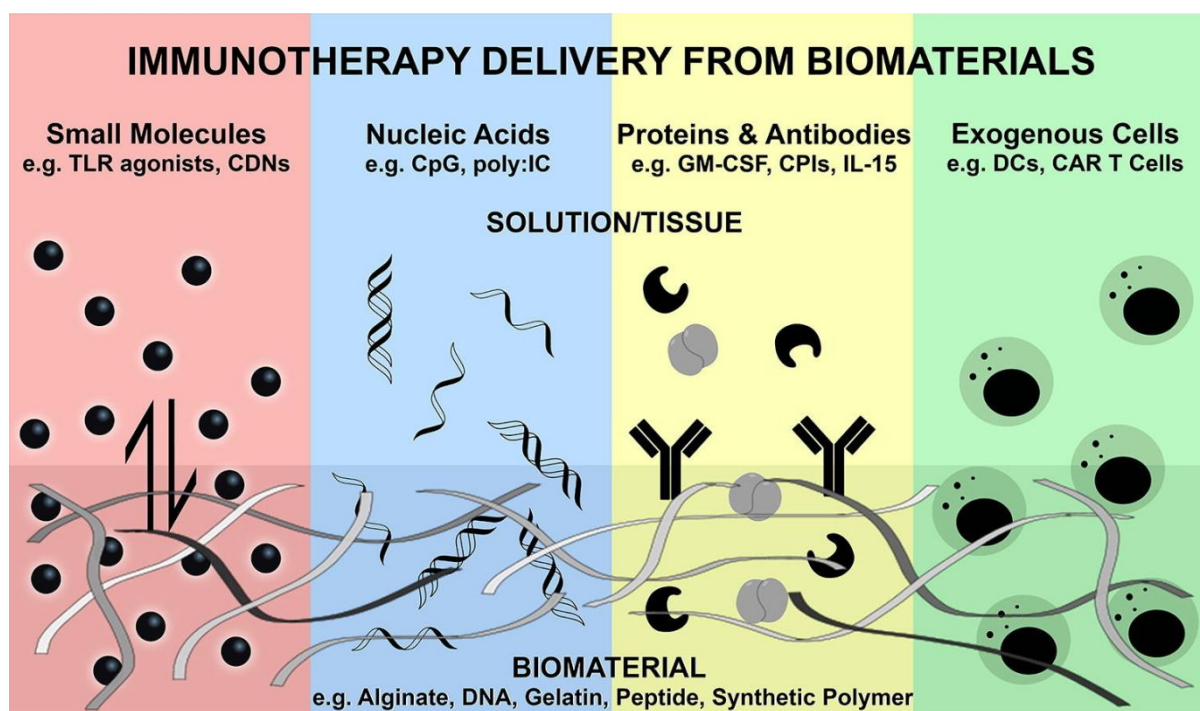 IMMUNOTHERAPY DELIVERY FROM BIOMATERIALS
Small Molecules
e.g. TLR agonists, CDNs
Nucleic Acids
e.g. CpG, poly:IC
Proteins & Antibodies
e.g. GM-CSF, CPIs, IL-15
Exogenous Cells
e.g. DCs, CAR T Cells
SOLUTION/TISSUE
BIOMATERIAL
e.g. Alginate, DNA, Gelatin, Peptide, Synthetic Polymer